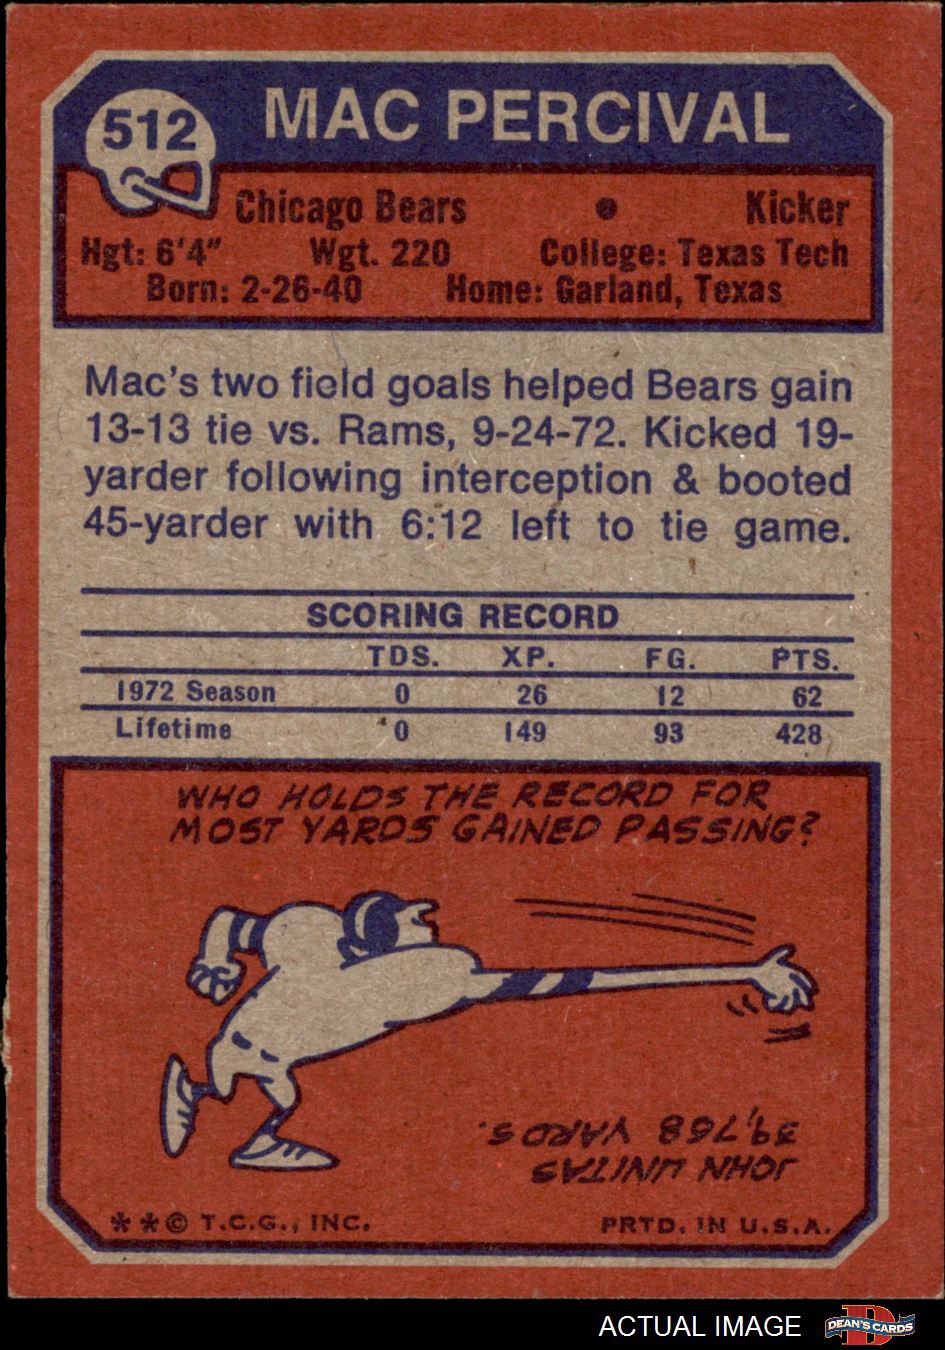 512
MAC PERCIVAL
Chicago Bears • Kicker
Hgt: 6'4" Wgt. 220 College: Texas Tech
Born: 2-26-40 Home: Garland, Texas
Mac's two field goals helped Bears gain
13-13 tie vs. Rams, 9-24-72. Kicked 19-
yarder following interception & booted
45-yarder with 6:12 left to tie game.
SCORING RECORD
TDS. XP. FG. PTS.
1972 Season 0 26 12 62
Lifetime 0 149 93 428
WHO HOLDS THE RECORD FOR
MOST YARDS GAINED PASSING?
JOHN UNITAS
39,768 YARDS.
**© T.C.G., INC. PRTD. IN U.S.A.
ACTUAL IMAGE
D
DEAN'S CARDS